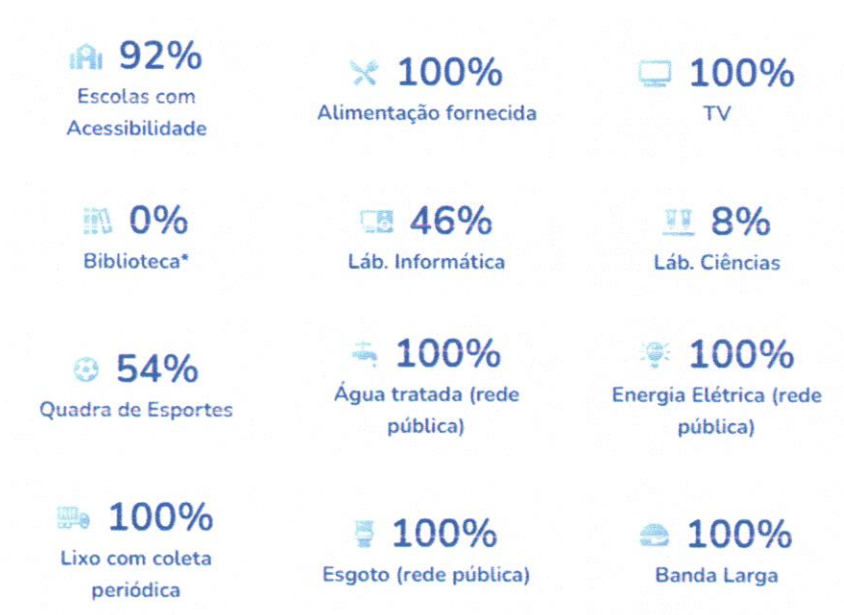 92%
Escolas com
Acessibilidade
100%
Alimentação fornecida
100%
TV
0%
Biblioteca*
46%
Láb. Informática
8%
Láb. Ciências
54%
Quadra de Esportes
100%
Água tratada (rede
pública)
100%
Energia Elétrica (rede
pública)
100%
Lixo com coleta
periódica
100%
Esgoto (rede pública)
100%
Banda Larga